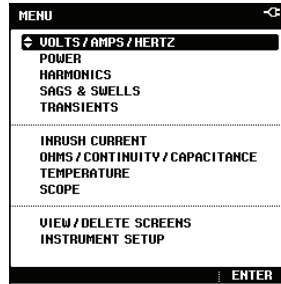 MENU
VOLTS/AMPS/HERTZ
POWER
HARMONICS
SAGS & SWELLS
TRANSIENTS
INRUSH CURRENT
OHMS/CONTINUITY/CAPACITANCE
TEMPERATURE
SCOPE
VIEW/DELETE SCREENS
INSTRUMENT SETUP
ENTER